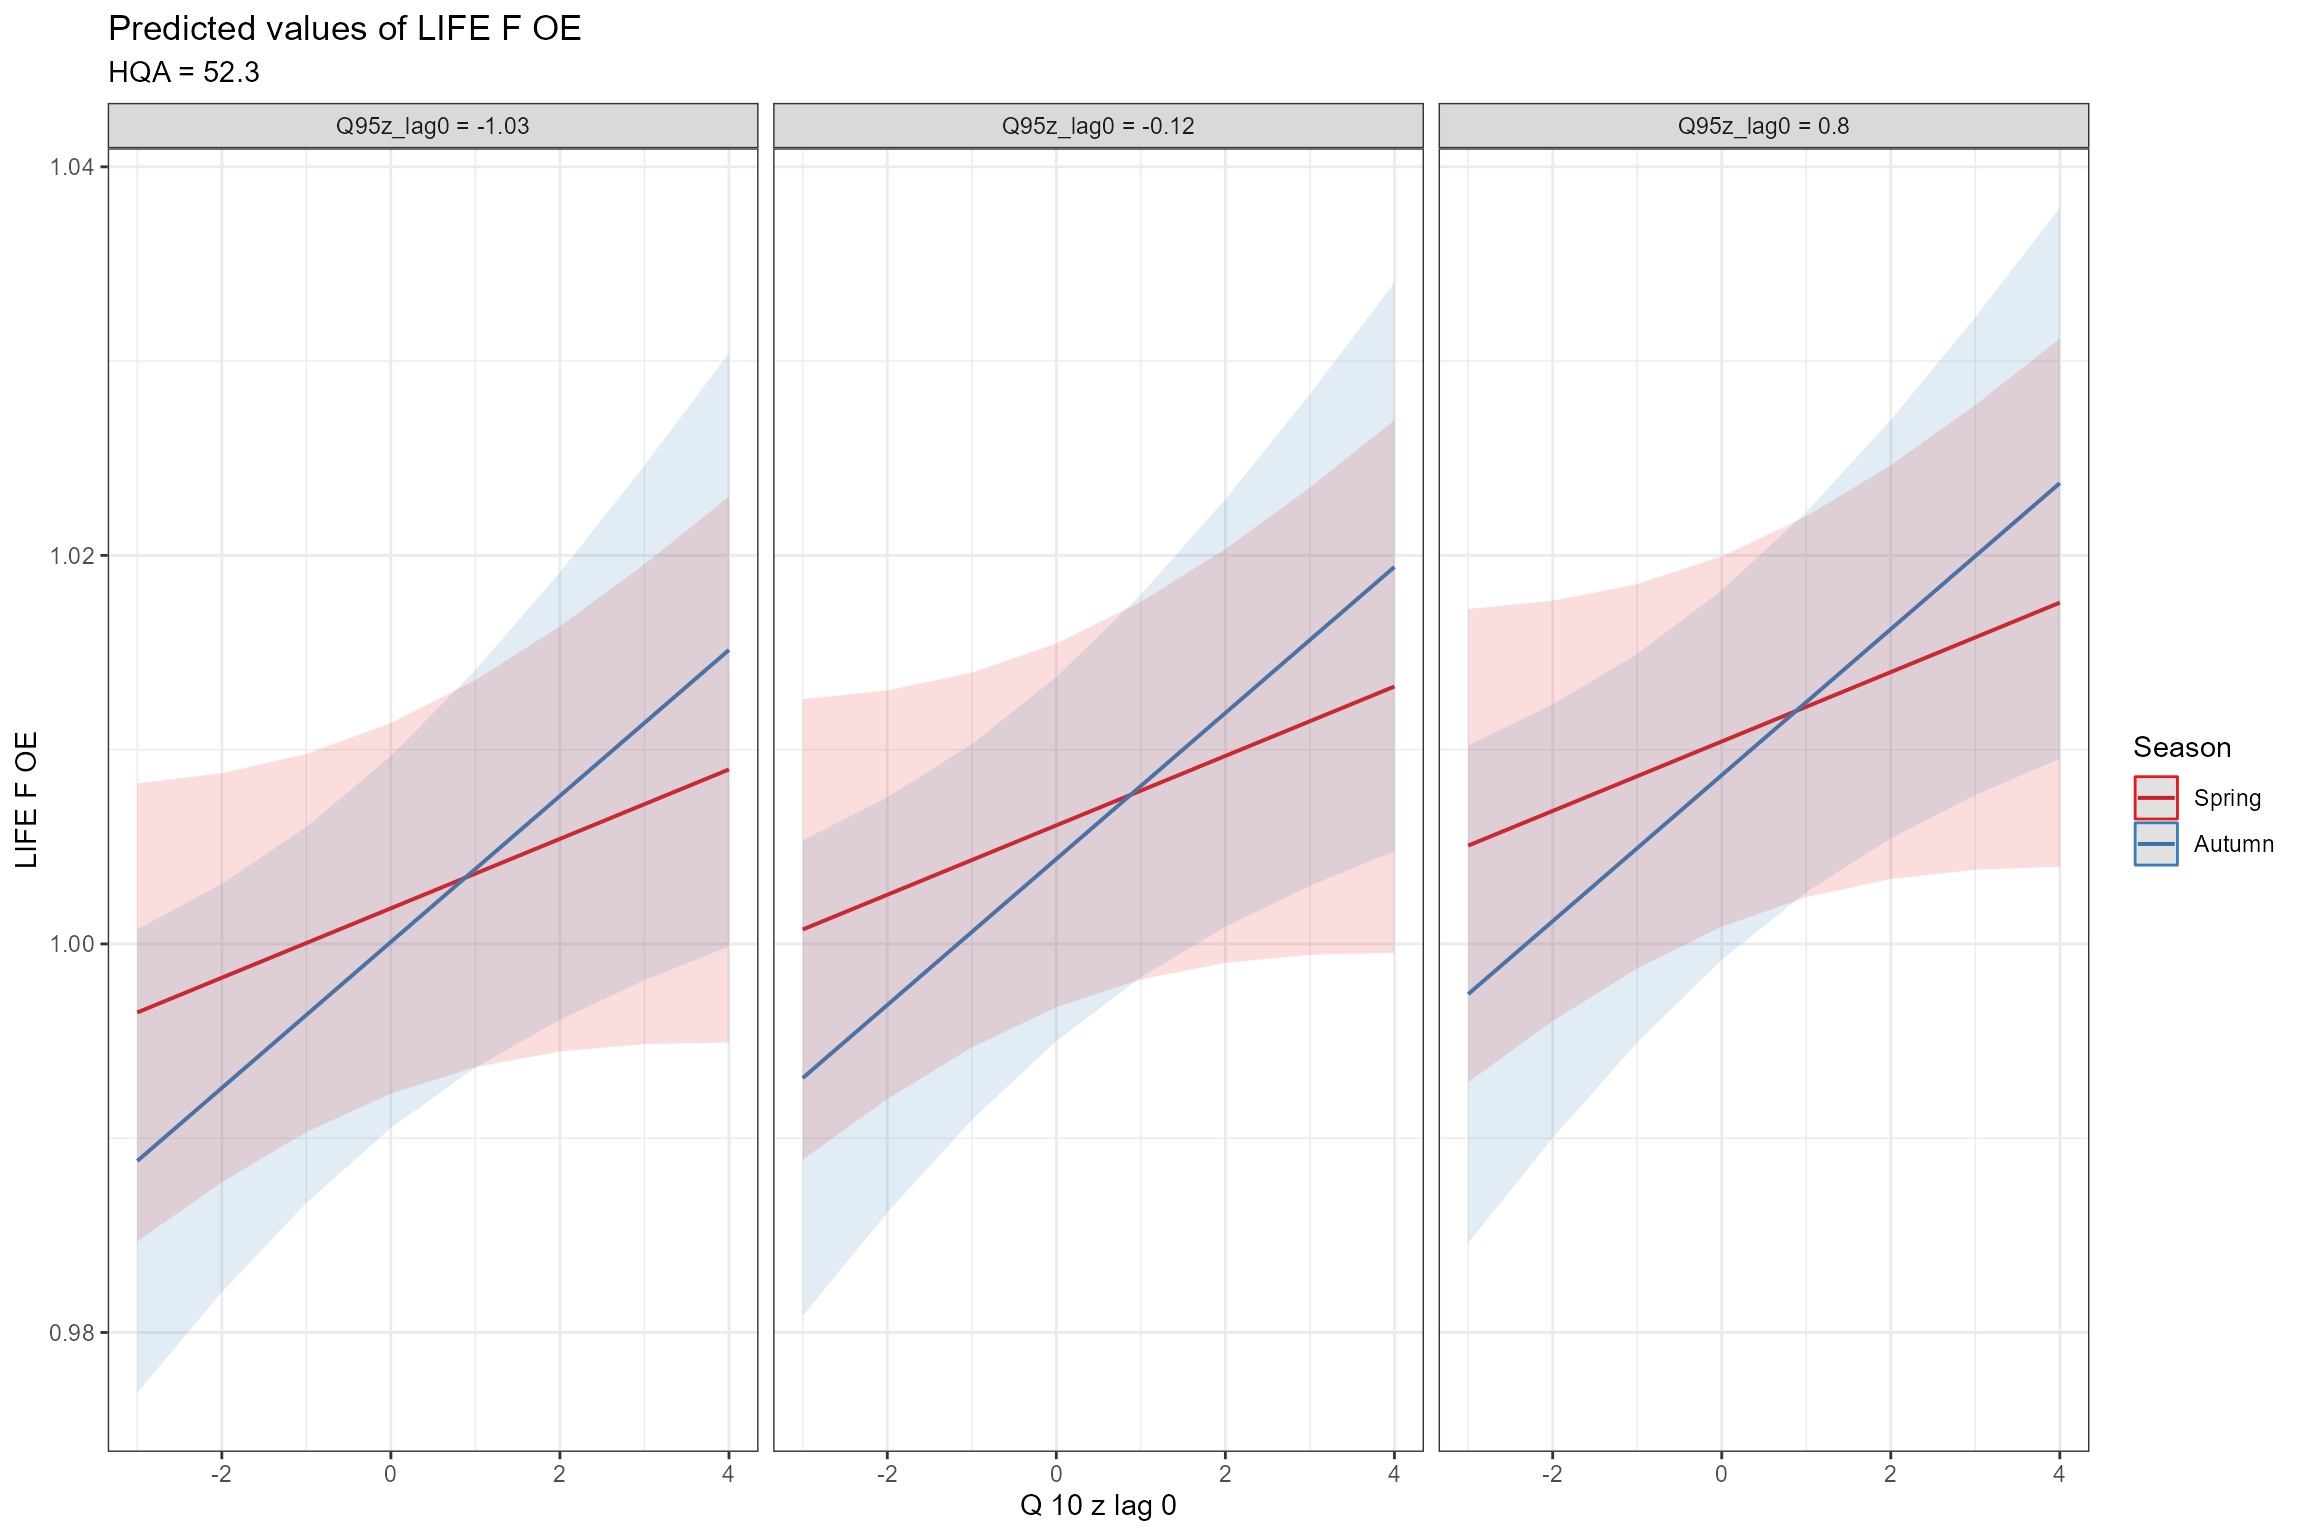 Predicted values of LIFE F OE
HQA = 52.3
Q95z_lag0 = -1.03
Q95z_lag0 = -0.12
Q95z_lag0 = 0.8
1.04
1.02
1.00
0.98
LIFE F OE
-2 0 2 4
-2 0 2 4
-2 0 2 4
Q 10 z lag 0
Season
Spring
Autumn